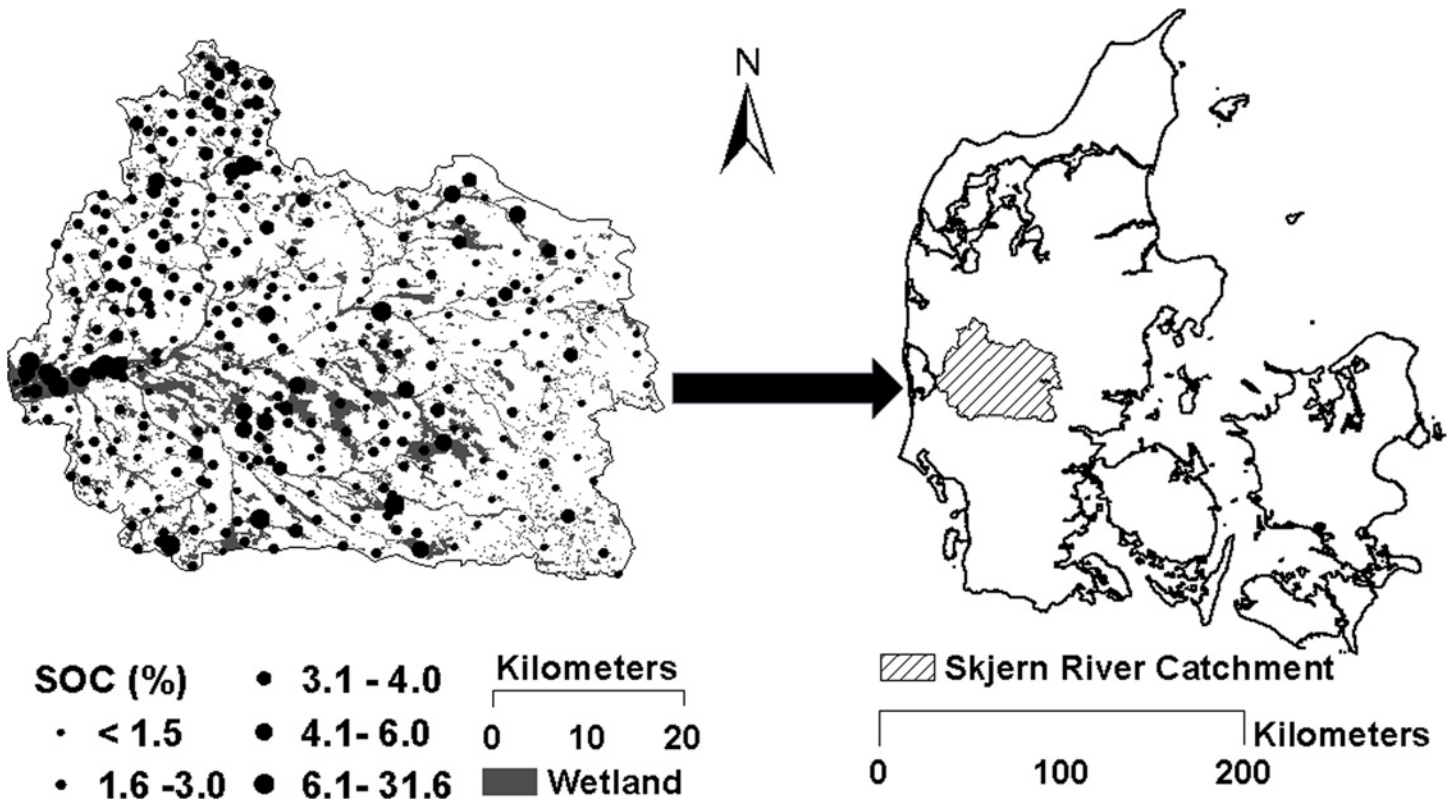 N
SOC (%)
< 1.5
1.6 -3.0
3.1 - 4.0
4.1- 6.0
6.1- 31.6
Kilometers
0 10 20
Wetland
Skjern River Catchment
Kilometers
0 100 200